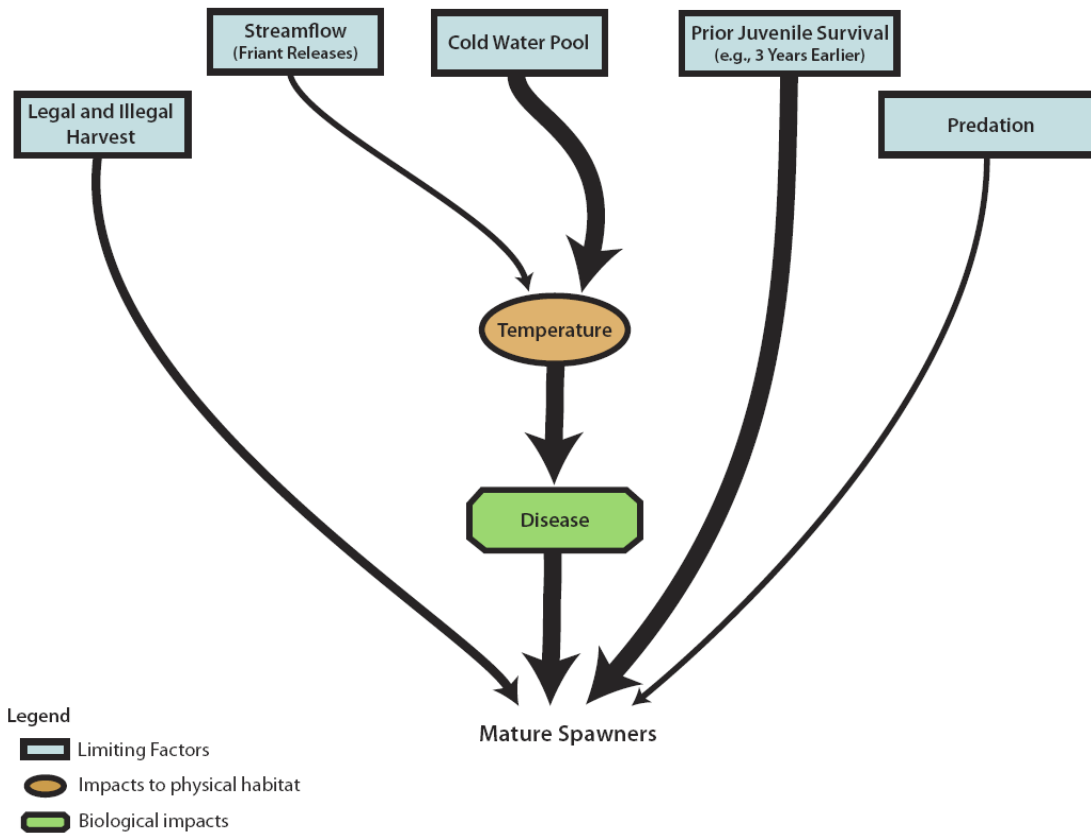 Streamflow
(Friant Releases)
Cold Water Pool
Prior Juvenile Survival
(e.g., 3 Years Earlier)
Legal and Illegal
Harvest
Predation
Temperature
Disease
Mature Spawners
Legend
Limiting Factors
Impacts to physical habitat
Biological impacts